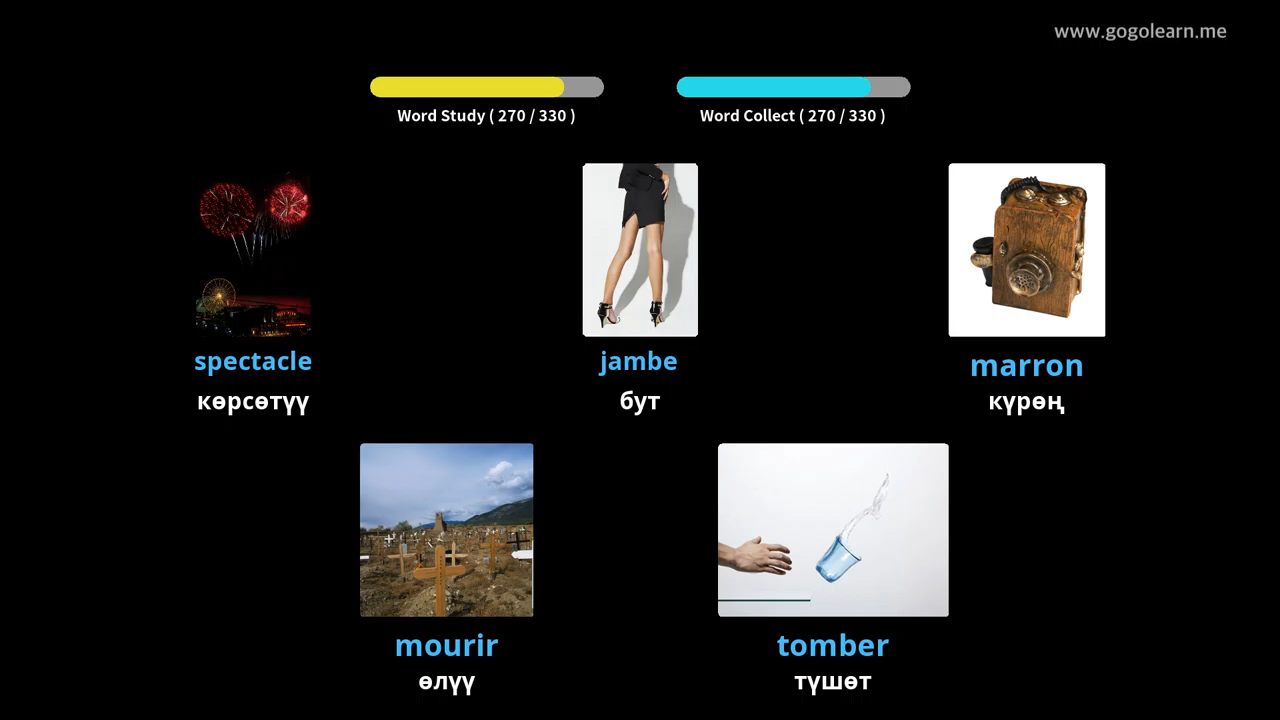 www.gogolearn.me
Word Study ( 270 / 330 )
Word Collect ( 270 / 330 )
spectacle
көрсөтүү
jambe
бут
marron
күрөң
mourir
өлүү
tomber
түшөт